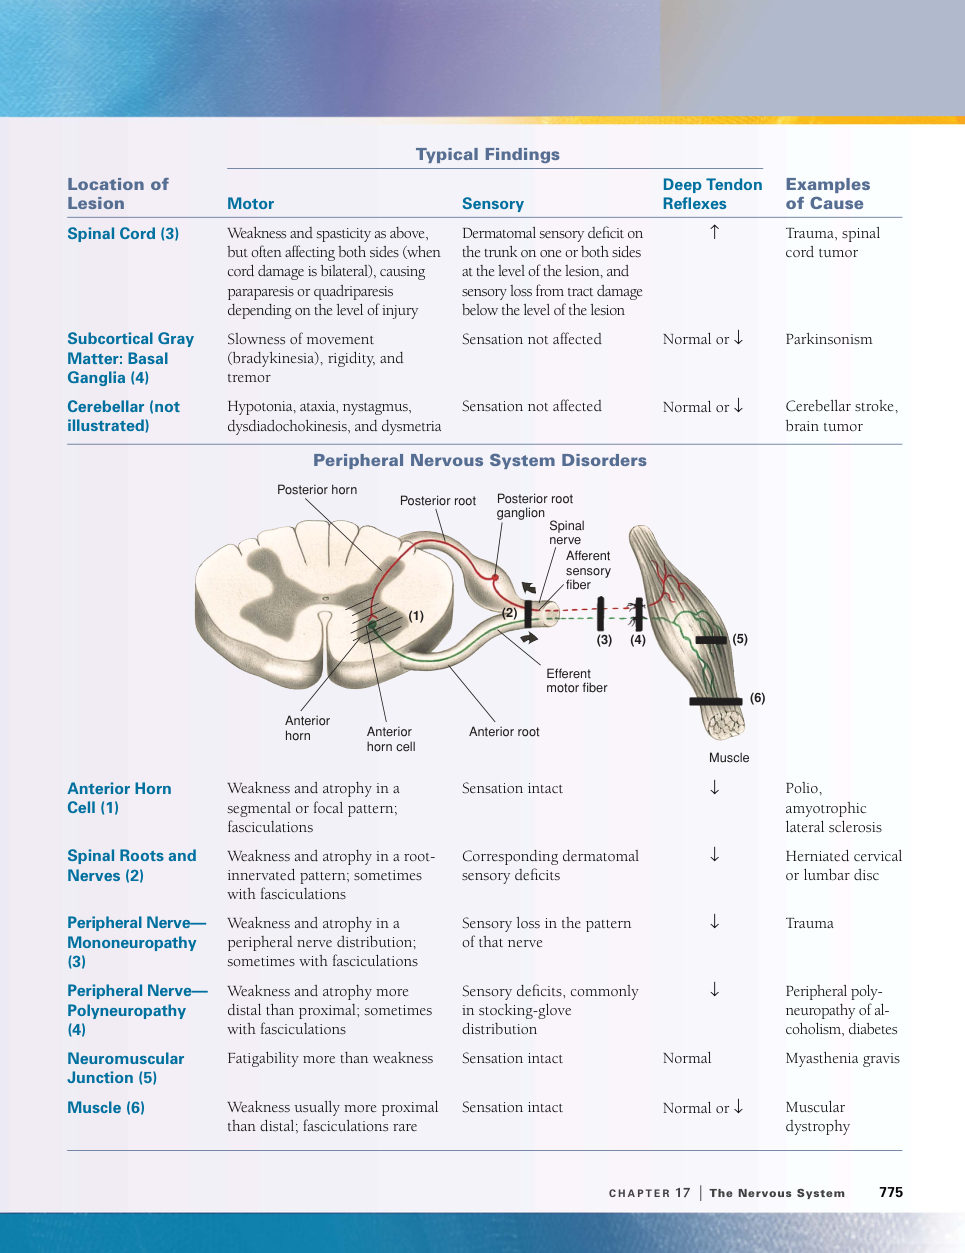 Typical Findings
Location of
Lesion
Motor
Sensory
Deep Tendon
Reflexes
Examples
of Cause
Spinal Cord (3)
Weakness and spasticity as above,
but often affecting both sides (when
cord damage is bilateral), causing
paraparesis or quadriparesis
depending on the level of injury
Dermatomal sensory deficit on
the trunk on one or both sides
at the level of the lesion, and
sensory loss from tract damage
below the level of the lesion
↑
Trauma, spinal
cord tumor
Subcortical Gray
Matter: Basal
Ganglia (4)
Slowness of movement
(bradykinesia), rigidity, and
tremor
Sensation not affected
Normal or ↓
Parkinsonism
Cerebellar (not
illustrated)
Hypotonia, ataxia, nystagmus,
dysdiadochokinesis, and dysmetria
Sensation not affected
Normal or ↓
Cerebellar stroke,
brain tumor
Peripheral Nervous System Disorders
Posterior horn
Posterior root
Posterior root
ganglion
Spinal
nerve
Afferent
sensory
fiber
(1)
(2)
(3)
(4)
(5)
(6)
Efferent
motor fiber
Anterior
horn
Anterior
horn cell
Anterior root
Muscle
Anterior Horn
Cell (1)
Weakness and atrophy in a
segmental or focal pattern;
fasciculations
Sensation intact
↓
Polio,
amyotrophic
lateral sclerosis
Spinal Roots and
Nerves (2)
Weakness and atrophy in a root-
innervated pattern; sometimes
with fasciculations
Corresponding dermatomal
sensory deficits
↓
Herniated cervical
or lumbar disc
Peripheral Nerve—
Mononeuropathy
(3)
Weakness and atrophy in a
peripheral nerve distribution;
sometimes with fasciculations
Sensory loss in the pattern
of that nerve
↓
Trauma
Peripheral Nerve—
Polyneuropathy
(4)
Weakness and atrophy more
distal than proximal; sometimes
with fasciculations
Sensory deficits, commonly
in stocking-glove
distribution
↓
Peripheral poly-
neuropathy of al-
coholism, diabetes
Neuromuscular
Junction (5)
Fatigability more than weakness
Sensation intact
Normal
Myasthenia gravis
Muscle (6)
Weakness usually more proximal
than distal; fasciculations rare
Sensation intact
Normal or ↓
Muscular
dystrophy
CHAPTER 17 | The Nervous System 775